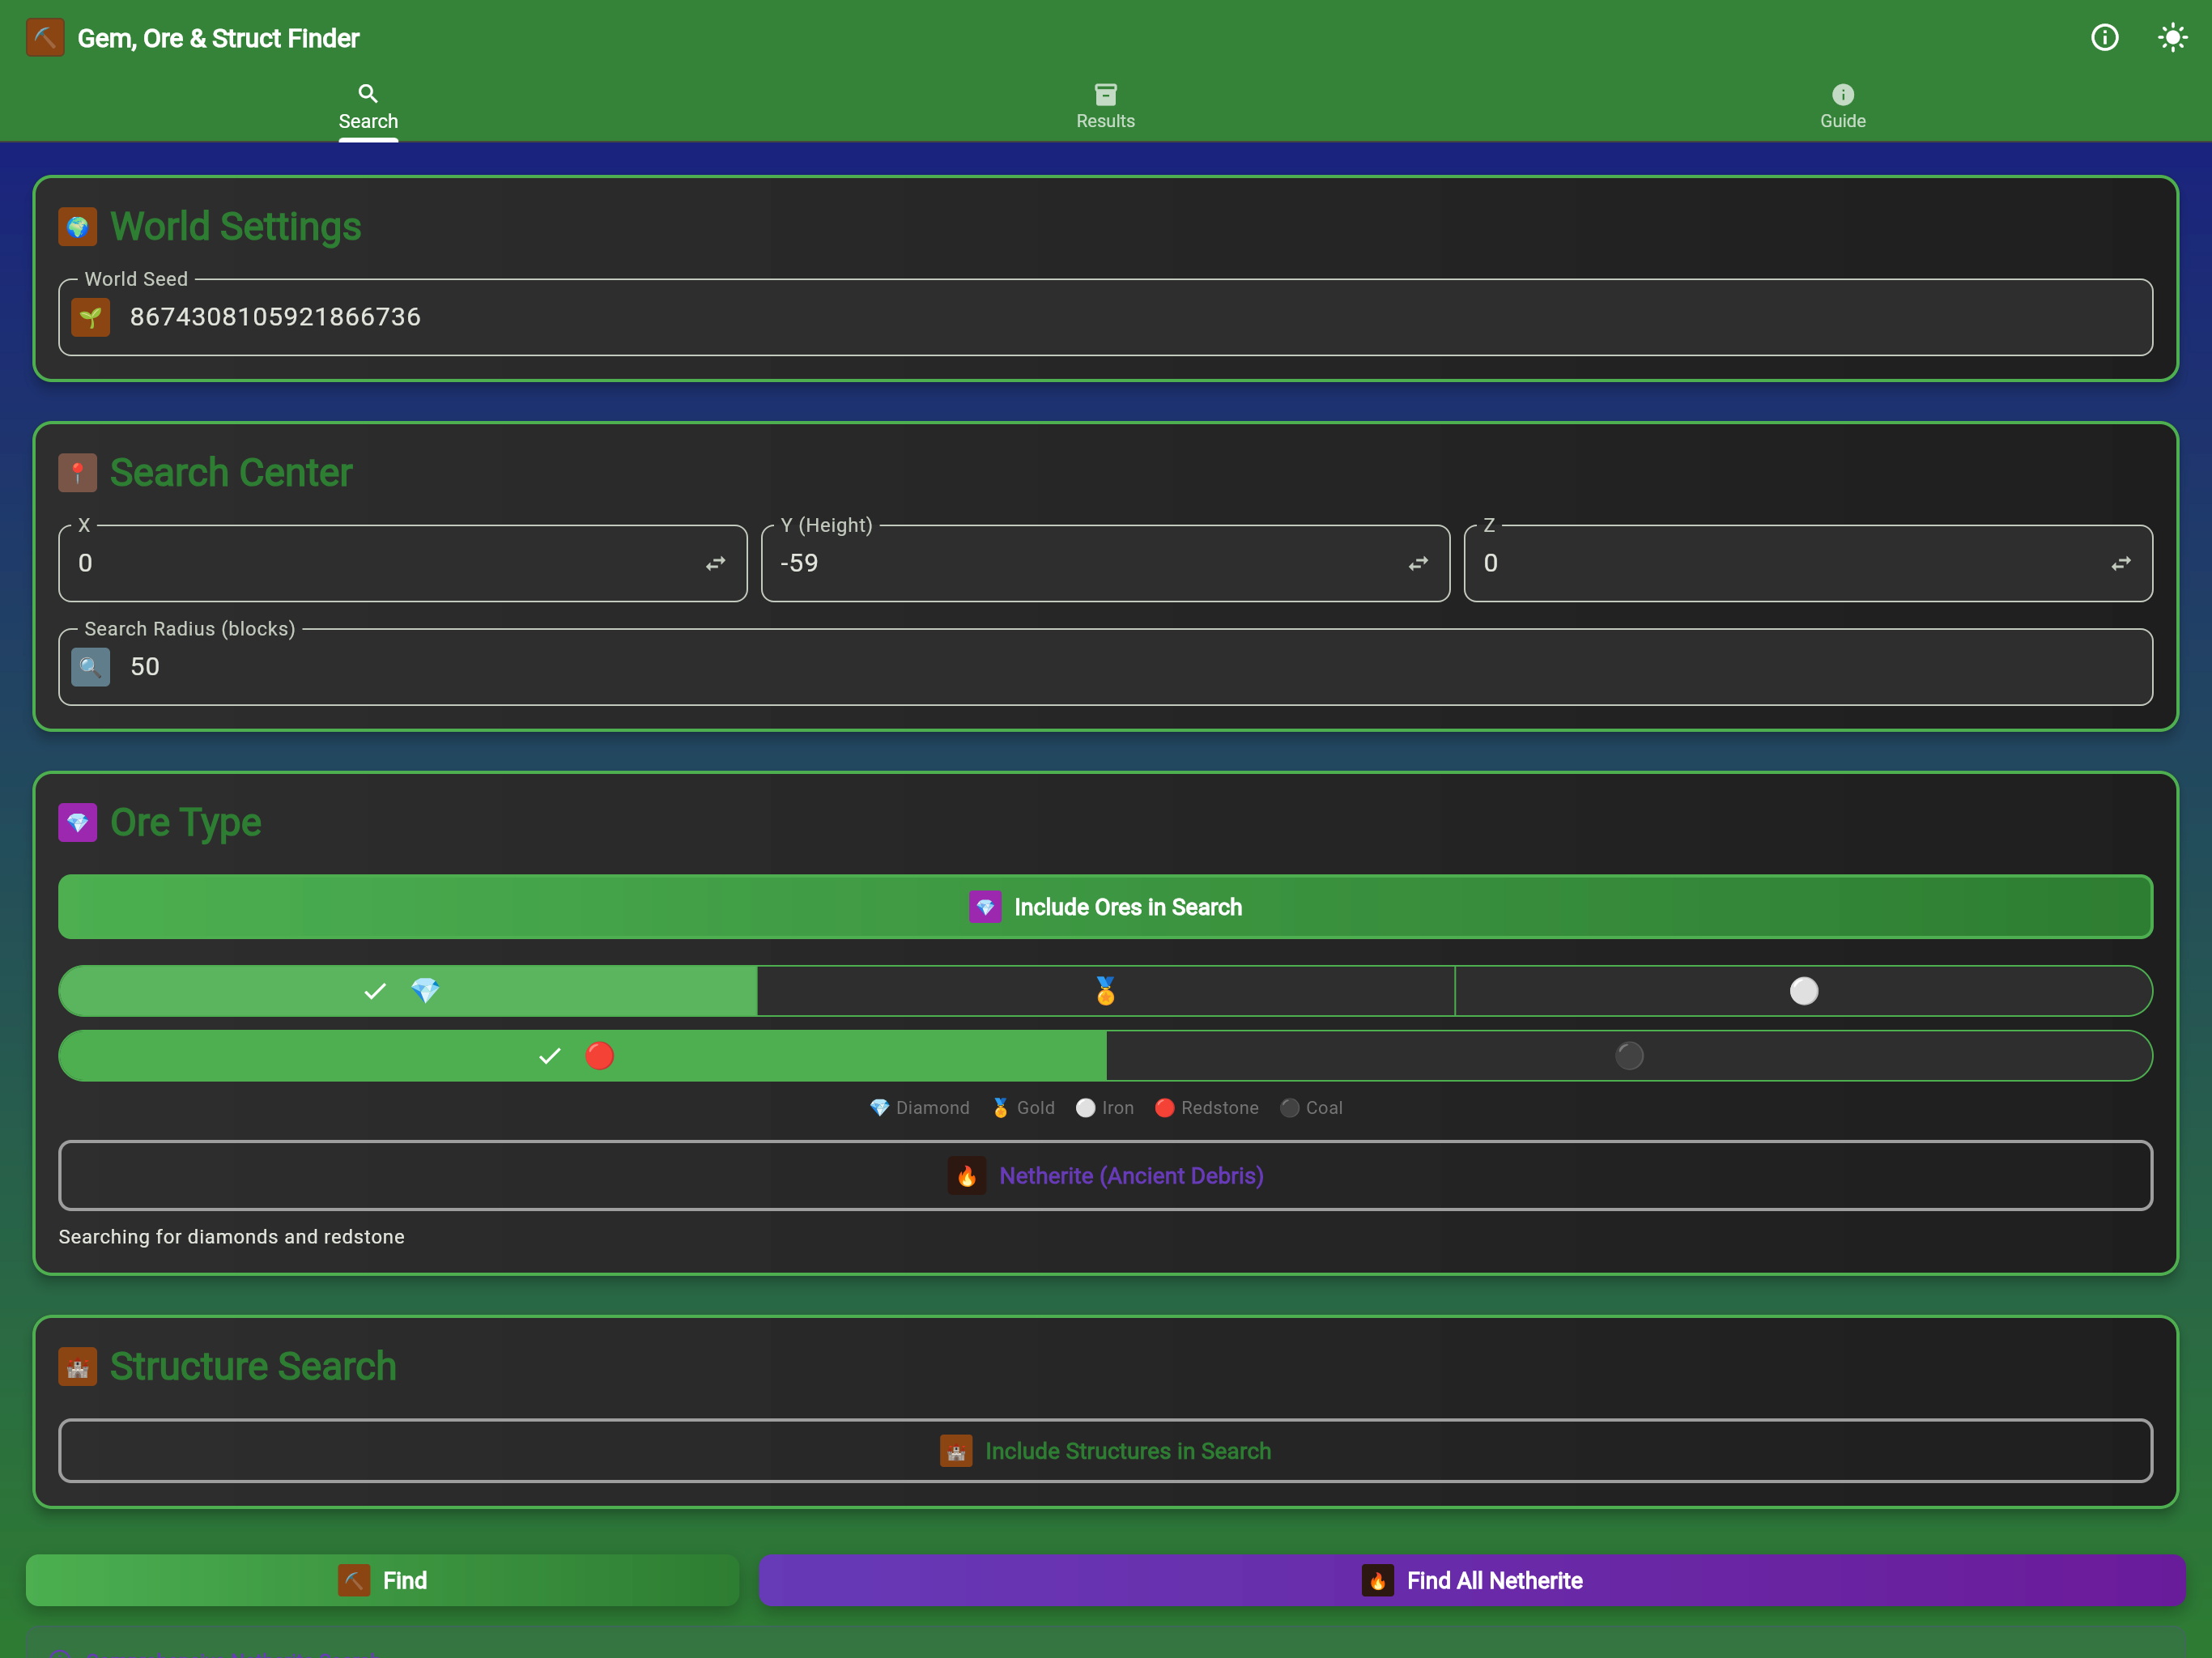 Gem, Ore & Struct Finder
Search
Results
Guide
World Settings
World Seed
8674308105921866736
Search Center
X
0
Y (Height)
-59
Z
0
Search Radius (blocks)
50
Ore Type
Include Ores in Search
Diamond Gold Iron Redstone Coal
Netherite (Ancient Debris)
Searching for diamonds and redstone
Structure Search
Include Structures in Search
Find
Find All Netherite